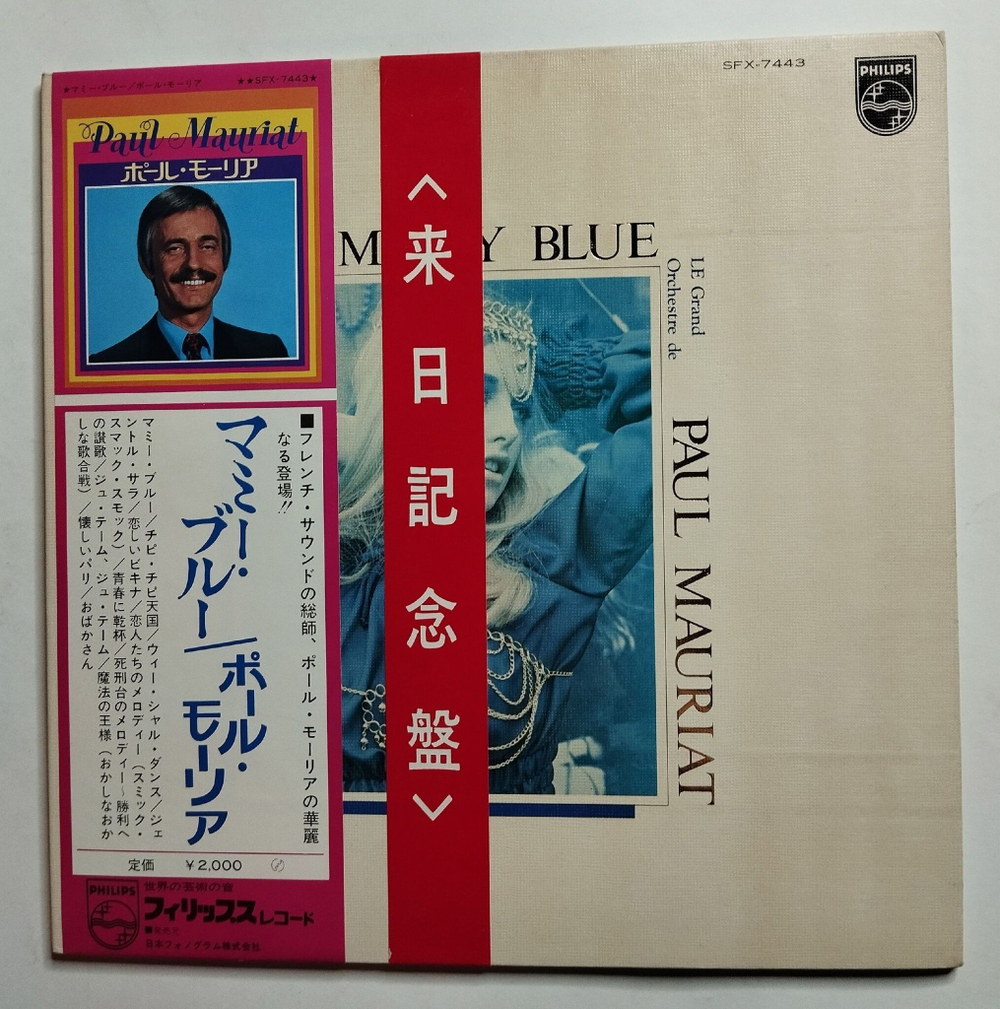 ★マミー・ブルー/ポール・モーリア ★★SFX-7443★
Paul Mauriat
ポール・モーリア
■フレンチ・サウンドの総師、ポール・モーリアの華麗
なる登場!!
マミー・
ブルー/ポール・
モーリア
マミー・ブルー/チピ・チピ天国/ウィー・シャル・ダンス/ジェ
ントル・サラ/恋しいビキナ/恋人たちのメロディー(スミック・
スマック・スモック)/青春に乾杯/死刑台のメロディー~勝利へ
の讃歌/ジュ・テーム、ジュ・テーム/魔法の王様(おかしなおか
しな歌合戦)/懐しいパリ/おばかさん
定価 ¥2,000
PHILIPS
世界の芸術の音
フィリップスレコード
■発売元
日本フォノグラム株式会社
<来日記念盤>
SFX-7443
PHILIPS
M Y BLUE
LE Grand
Orchestre de
PAUL MAURIAT